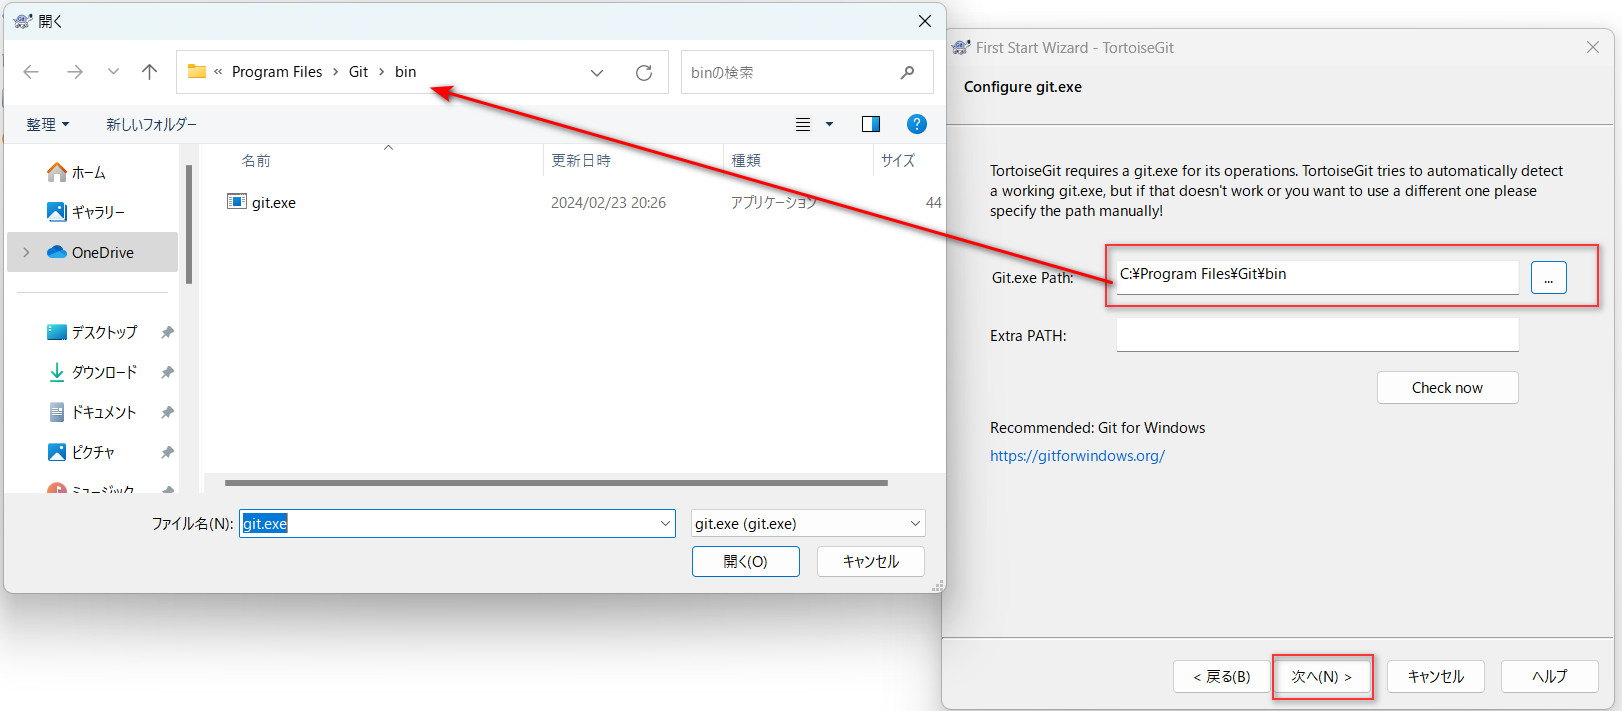 開く
« Program Files > Git > bin
binの検索
整理
新しいフォルダー
名前
更新日時
種類
サイズ
git.exe
2024/02/23 20:26
アプリケーション
44
ホーム
ギャラリー
OneDrive
デスクトップ
ダウンロード
ドキュメント
ピクチャ
ミュージック
ファイル名(N):
git.exe
git.exe (git.exe)
開く(O)
キャンセル
First Start Wizard - TortoiseGit
Configure git.exe
TortoiseGit requires a git.exe for its operations. TortoiseGit tries to automatically detect
a working git.exe, but if that doesn't work or you want to use a different one please
specify the path manually!
Git.exe Path:
C:¥Program Files¥Git¥bin
...
Extra PATH:
Check now
Recommended: Git for Windows
https://gitforwindows.org/
< 戻る(B)
次へ(N) >
キャンセル
ヘルプ